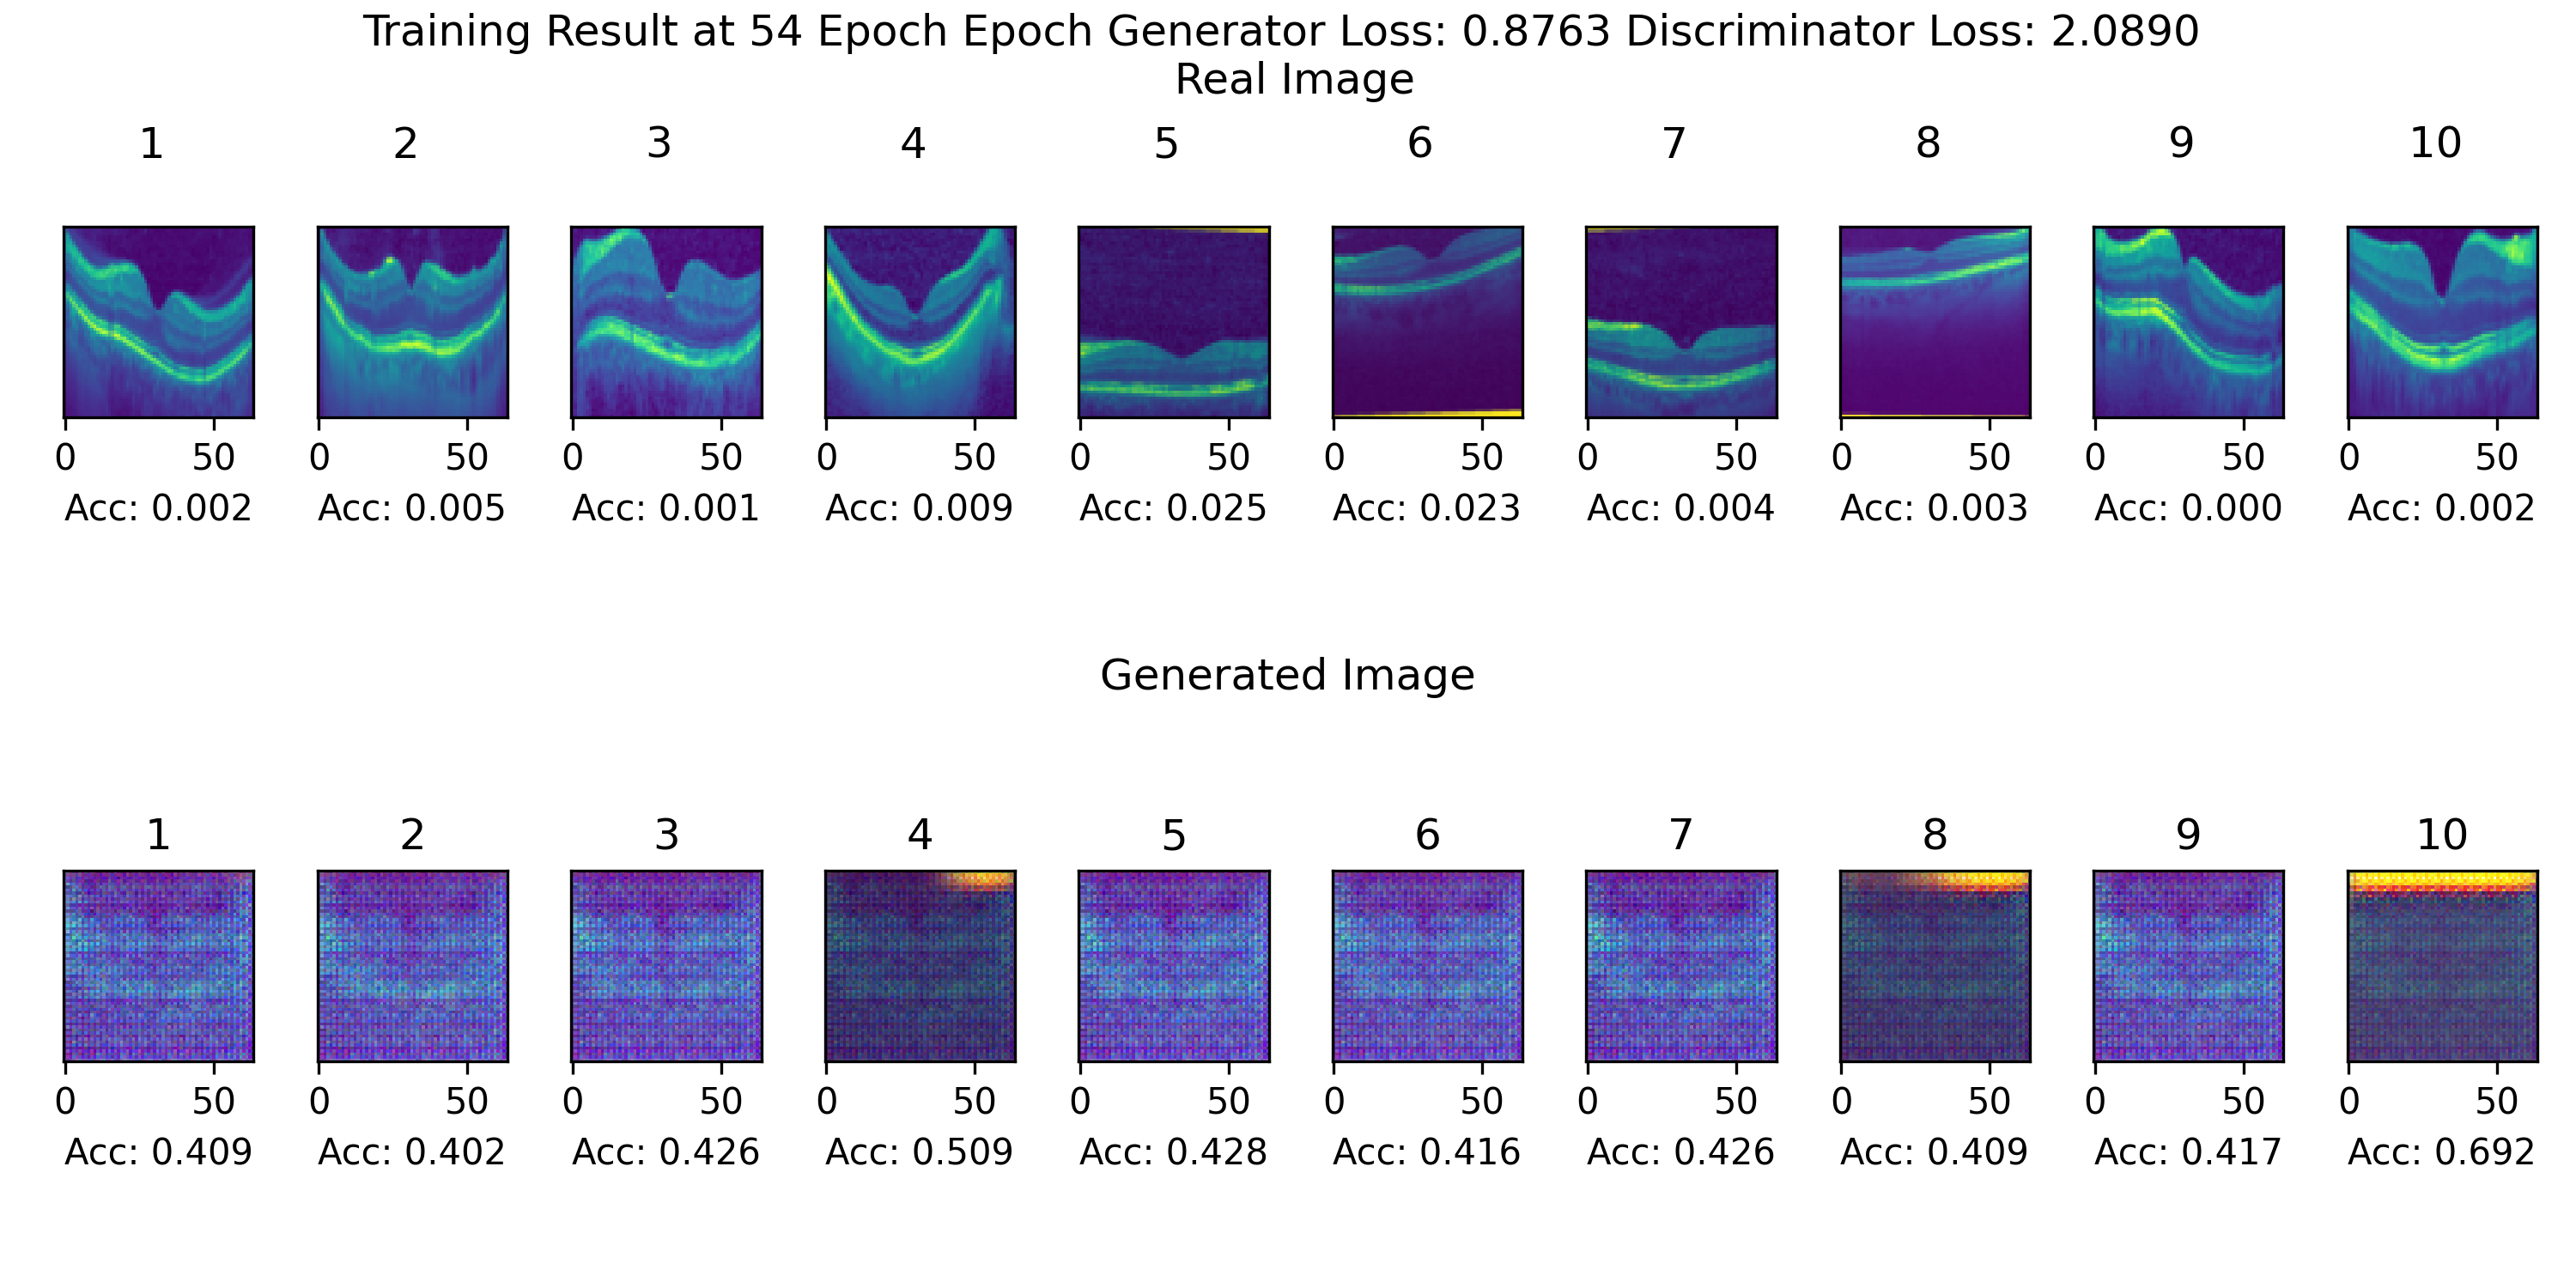 Training Result at 54 Epoch Epoch Generator Loss: 0.8763 Discriminator Loss: 2.0890
Real Image
1 2 3 4 5 6 7 8 9 10
0 50 0 50 0 50 0 50 0 50 0 50 0 50 0 50 0 50 0 50
Acc: 0.002 Acc: 0.005 Acc: 0.001 Acc: 0.009 Acc: 0.025 Acc: 0.023 Acc: 0.004 Acc: 0.003 Acc: 0.000 Acc: 0.002
Generated Image
1 2 3 4 5 6 7 8 9 10
0 50 0 50 0 50 0 50 0 50 0 50 0 50 0 50 0 50 0 50
Acc: 0.409 Acc: 0.402 Acc: 0.426 Acc: 0.509 Acc: 0.428 Acc: 0.416 Acc: 0.426 Acc: 0.409 Acc: 0.417 Acc: 0.692